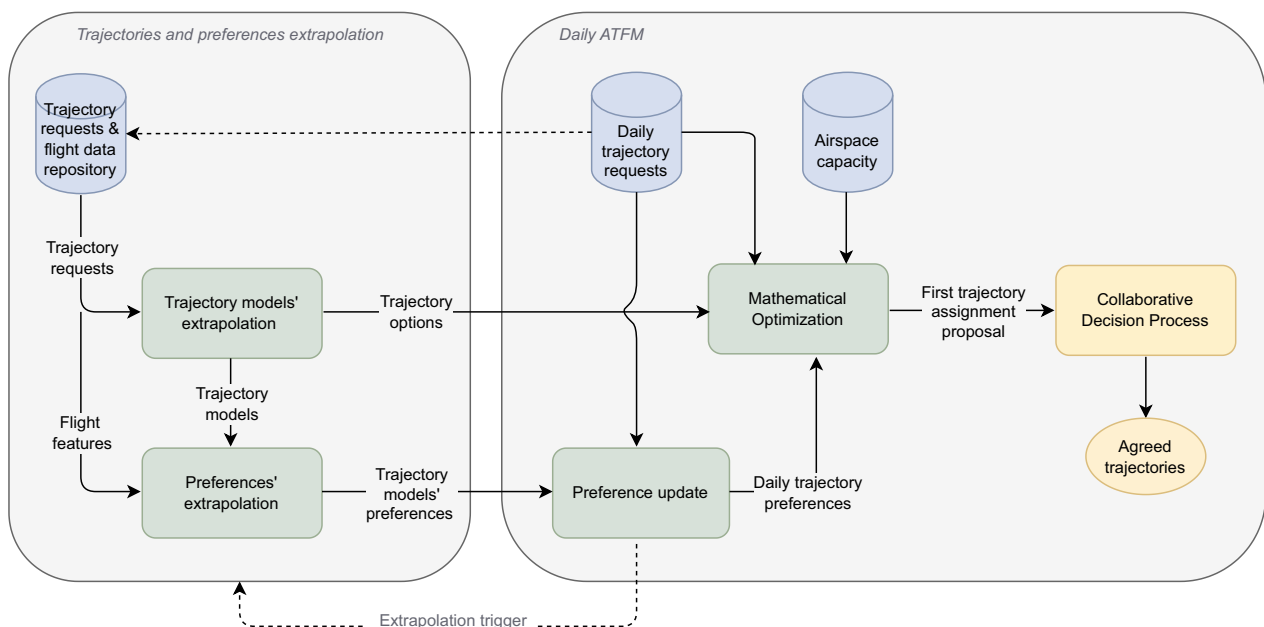 Trajectories and preferences extrapolation
Daily ATFM
Trajectory
requests &
flight data
repository
Daily
trajectory
requests
Airspace
capacity
Trajectory
requests
Trajectory models'
extrapolation
Trajectory
options
Mathematical
Optimization
First trajectory
assignment
proposal
Collaborative
Decision Process
Trajectory
models
Flight
features
Agreed
trajectories
Preferences'
extrapolation
Trajectory
models'
preferences
Preference update
Daily trajectory
preferences
Extrapolation trigger